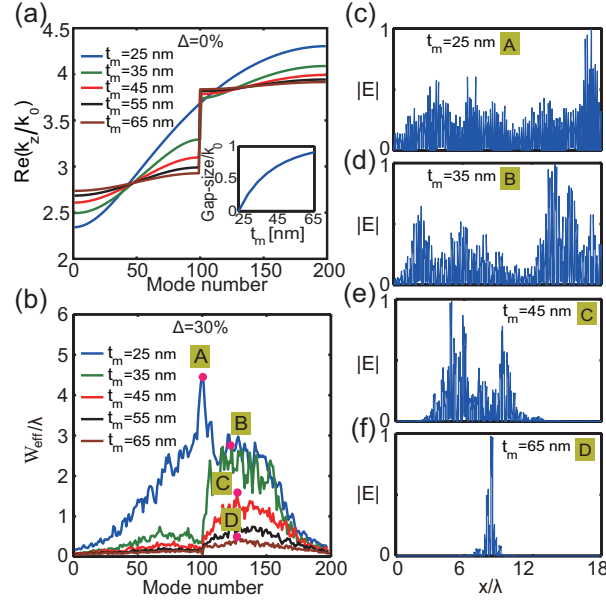 (a)
Δ=0%
t_m=25 nm
t_m=35 nm
t_m=45 nm
t_m=55 nm
t_m=65 nm
Re(k_z/k_0)
4.5
4
3.5
3
2.5
2
0 50 100 150 200
Mode number
Gap-size/k_0
1
0.5
0
25 45 65
t_m [nm]
(b)
Δ=30%
t_m=25 nm
t_m=35 nm
t_m=45 nm
t_m=55 nm
t_m=65 nm
W_eff/λ
6
5
4
3
2
1
0
0 50 100 150 200
Mode number
A
B
C
D
(c)
t_m=25 nm A
|E|
1
0
(d)
t_m=35 nm B
|E|
1
0
(e)
t_m=45 nm C
|E|
1
0
(f)
t_m=65 nm D
|E|
1
0
0 6 12 18
x/λ